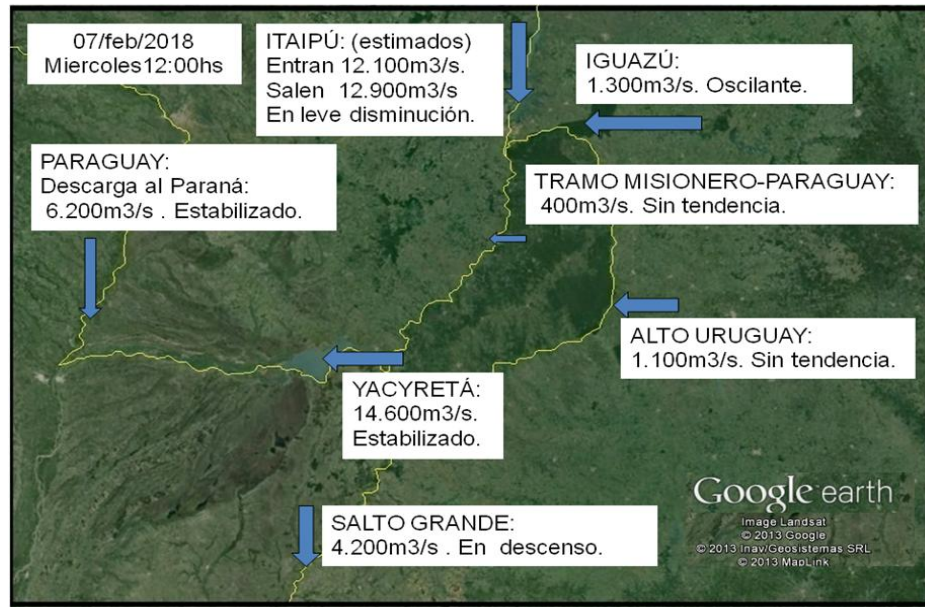 07/feb/2018
Miercoles12:00hs
ITAIPÚ: (estimados)
Entran 12.100m3/s.
Salen 12.900m3/s
En leve disminución.
IGUAZÚ:
1.300m3/s. Oscilante.
PARAGUAY:
Descarga al Paraná:
6.200m3/s . Estabilizado.
TRAMO MISIONERO-PARAGUAY:
400m3/s. Sin tendencia.
ALTO URUGUAY:
1.100m3/s. Sin tendencia.
YACYRETÁ:
14.600m3/s.
Estabilizado.
SALTO GRANDE:
4.200m3/s . En descenso.
Google earth
Image Landsat
© 2013 Google
© 2013 Inav/Geosistemas SRL
© 2013 MapLink